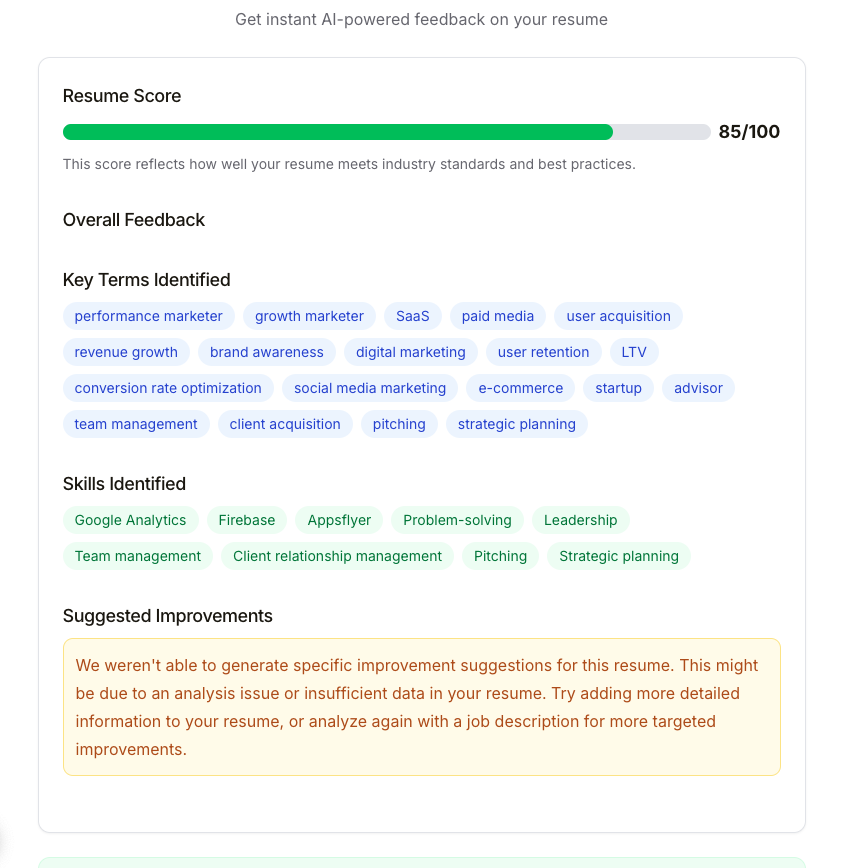 Get instant AI-powered feedback on your resume
Resume Score
85/100
This score reflects how well your resume meets industry standards and best practices.
Overall Feedback
Key Terms Identified
performance marketer growth marketer SaaS paid media user acquisition
revenue growth brand awareness digital marketing user retention LTV
conversion rate optimization social media marketing e-commerce startup advisor
team management client acquisition pitching strategic planning
Skills Identified
Google Analytics Firebase Appsflyer Problem-solving Leadership
Team management Client relationship management Pitching Strategic planning
Suggested Improvements
We weren't able to generate specific improvement suggestions for this resume. This might
be due to an analysis issue or insufficient data in your resume. Try adding more detailed
information to your resume, or analyze again with a job description for more targeted
improvements.